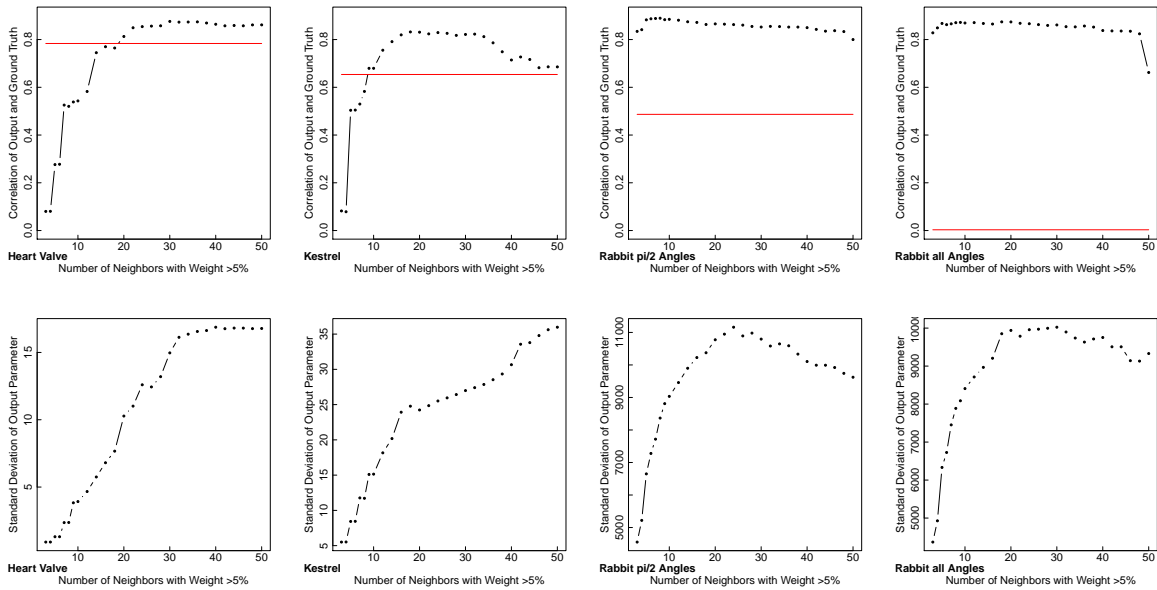 Correlation of Output and Ground Truth
0.0 0.2 0.4 0.6 0.8
10 20 30 40 50
Heart Valve
Number of Neighbors with Weight >5%
Correlation of Output and Ground Truth
0.0 0.2 0.4 0.6 0.8
10 20 30 40 50
Kestrel
Number of Neighbors with Weight >5%
Correlation of Output and Ground Truth
0.0 0.2 0.4 0.6 0.8
10 20 30 40 50
Rabbit pi/2 Angles
Number of Neighbors with Weight >5%
Correlation of Output and Ground Truth
0.0 0.2 0.4 0.6 0.8
10 20 30 40 50
Rabbit all Angles
Number of Neighbors with Weight >5%
Standard Deviation of Output Parameter
5 10 15
10 20 30 40 50
Heart Valve
Number of Neighbors with Weight >5%
Standard Deviation of Output Parameter
5 10 15 20 25 30 35
10 20 30 40 50
Kestrel
Number of Neighbors with Weight >5%
Standard Deviation of Output Parameter
5000 7000 9000 11000
10 20 30 40 50
Rabbit pi/2 Angles
Number of Neighbors with Weight >5%
Standard Deviation of Output Parameter
5000 6000 7000 8000 9000 10000
10 20 30 40 50
Rabbit all Angles
Number of Neighbors with Weight >5%